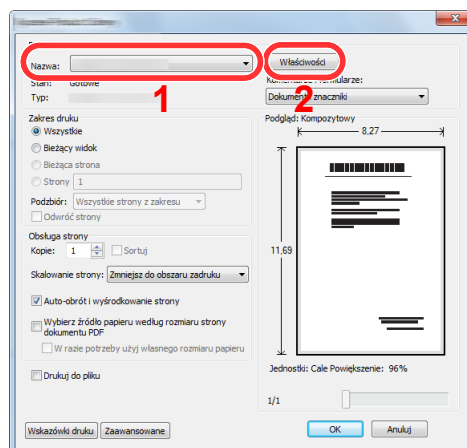 Nazwa:
Właściwości
Stan: Gotowe
Typ:
1
2
Dokument i znaczniki
Zakres druku
Wszystkie
Bieżący widok
Bieżąca strona
Strony 1
Podzbiór: Wszystkie strony z zakresu
Odwróć strony
Obsługa strony
Kopie: 1 Sortuj
Skalowanie strony: Zmniejsz do obszaru zadruku
Auto-obrót i wyśrodkowanie strony
Wybierz źródło papieru według rozmiaru strony
dokumentu PDF
W razie potrzeby użyj własnego rozmiaru papieru
Drukuj do pliku
Podgląd: Kompozytowy
8,27
11,69
Jednostki: Cale Powiększenie: 96%
1/1
Wskazówki druku
Zaawansowane
OK
Anuluj